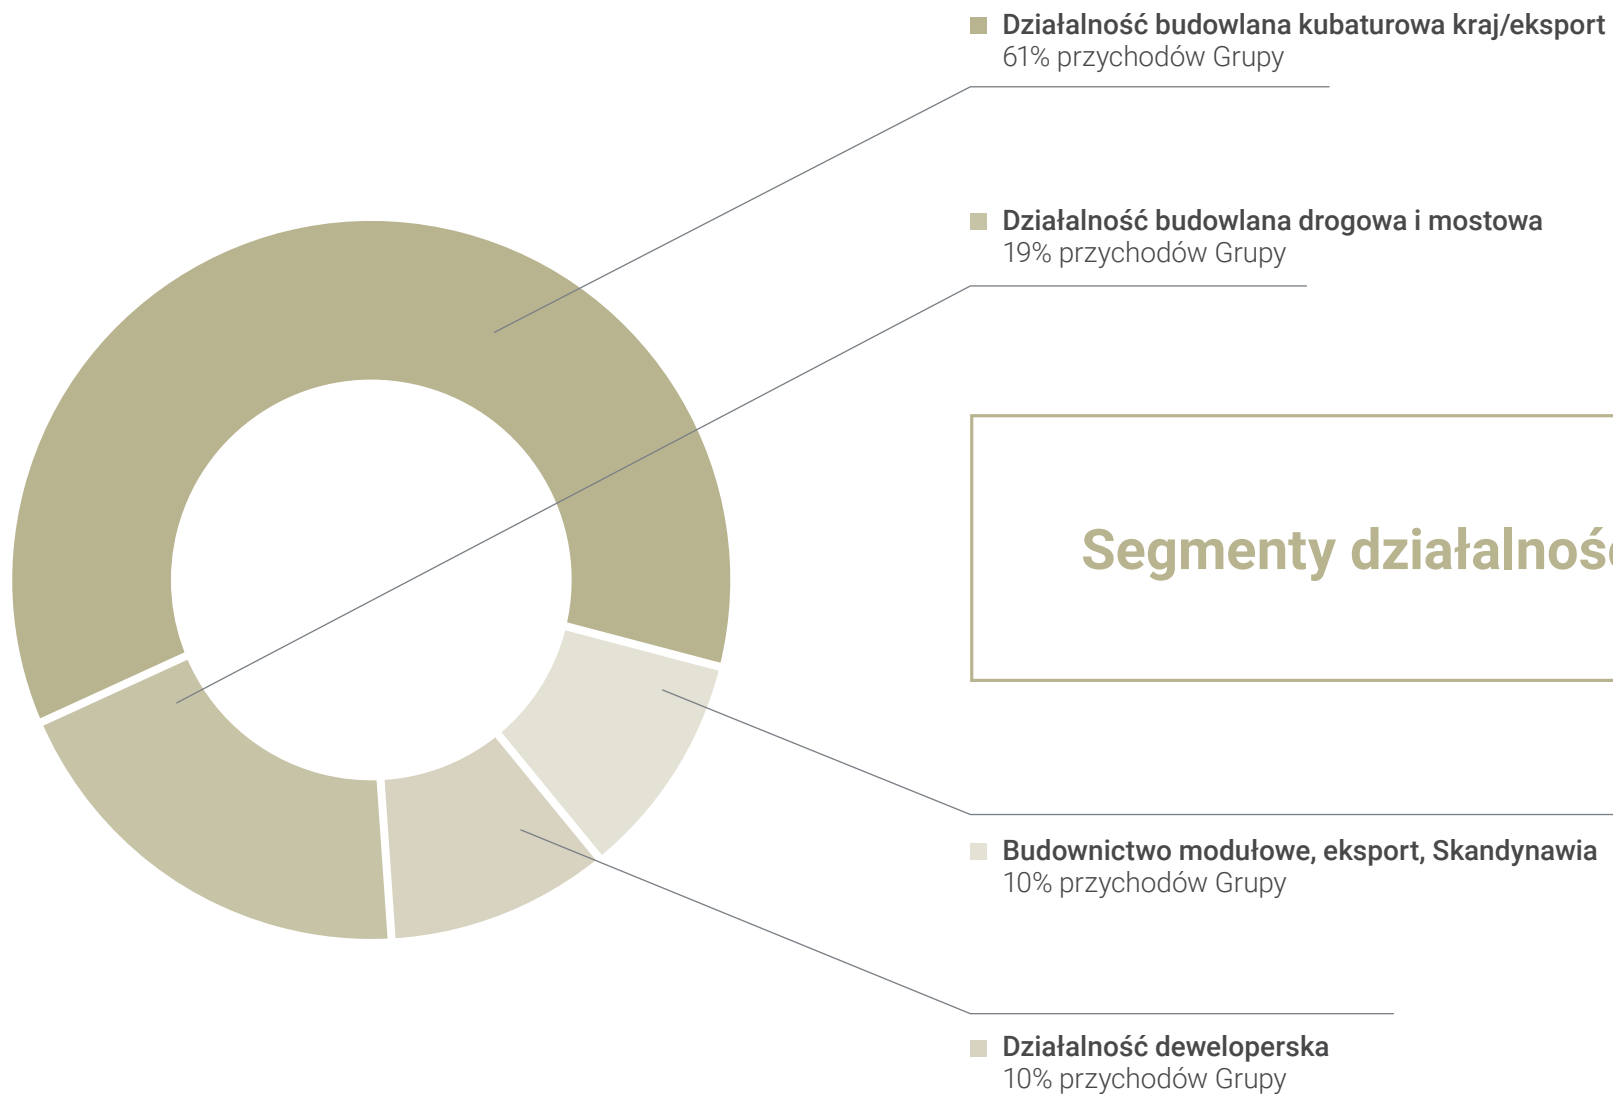 Działalność budowlana kubaturowa kraj/eksport
61% przychodów Grupy
Działalność budowlana drogowa i mostowa
19% przychodów Grupy
Segmenty
Budownictwo modułowe, eksport, Skandynawia
10% przychodów Grupy
Działalność deweloperska
10% przychodów Grupy